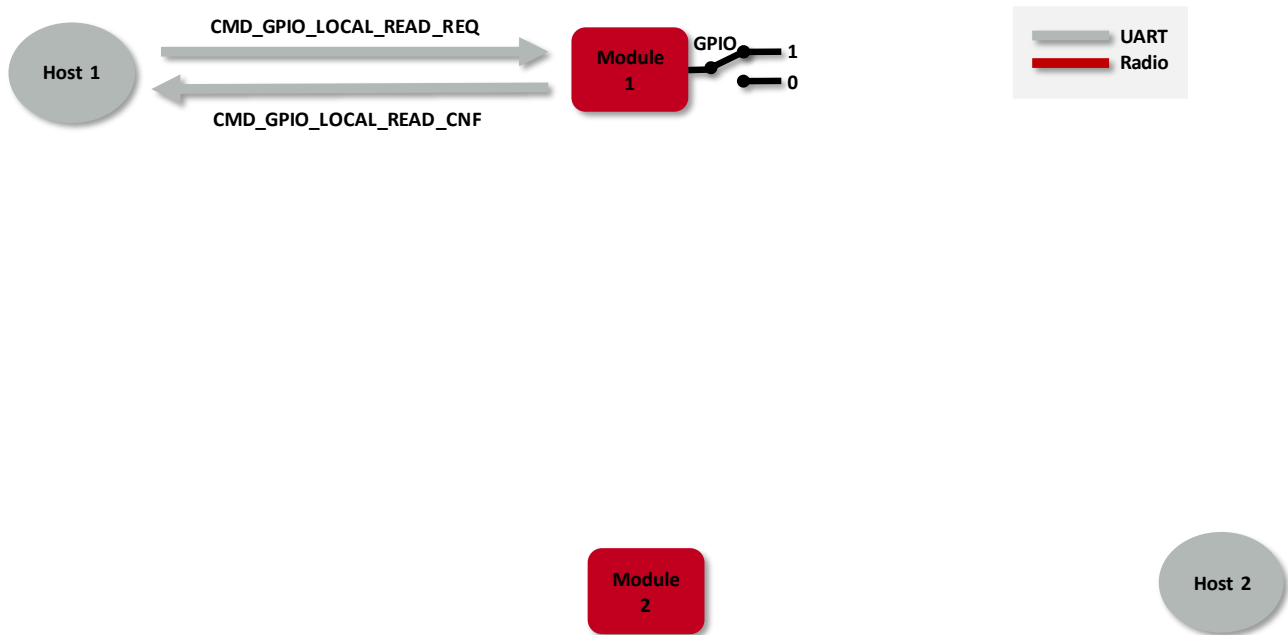 CMD_GPIO_LOCAL_READ_REQ
Host 1
Module
1
GPIO
1
0
CMD_GPIO_LOCAL_READ_CNF
UART
Radio
Module
2
Host 2